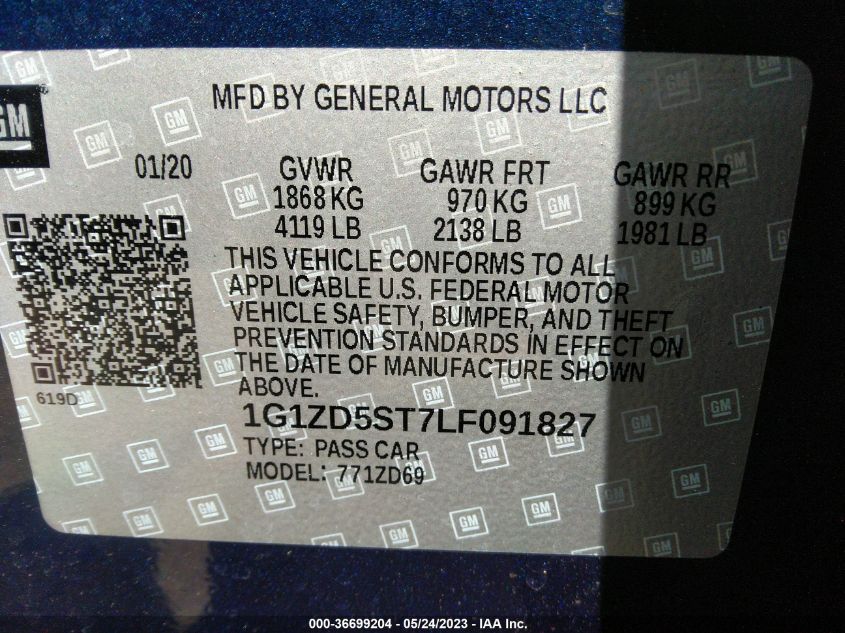 GM
MFD BY GENERAL MOTORS LLC
01/20 GVWR GAWR FRT GAWR RR
1868 KG 970 KG 899 KG
4119 LB 2138 LB 1981 LB
THIS VEHICLE CONFORMS TO ALL
APPLICABLE U.S. FEDERAL MOTOR
VEHICLE SAFETY, BUMPER, AND THEFT
PREVENTION STANDARDS IN EFFECT ON
THE DATE OF MANUFACTURE SHOWN
ABOVE.
619D
1G1ZD5ST7LF091827
TYPE: PASS CAR
MODEL: 771ZD69
000-36699204 - 05/24/2023 - IAA Inc.